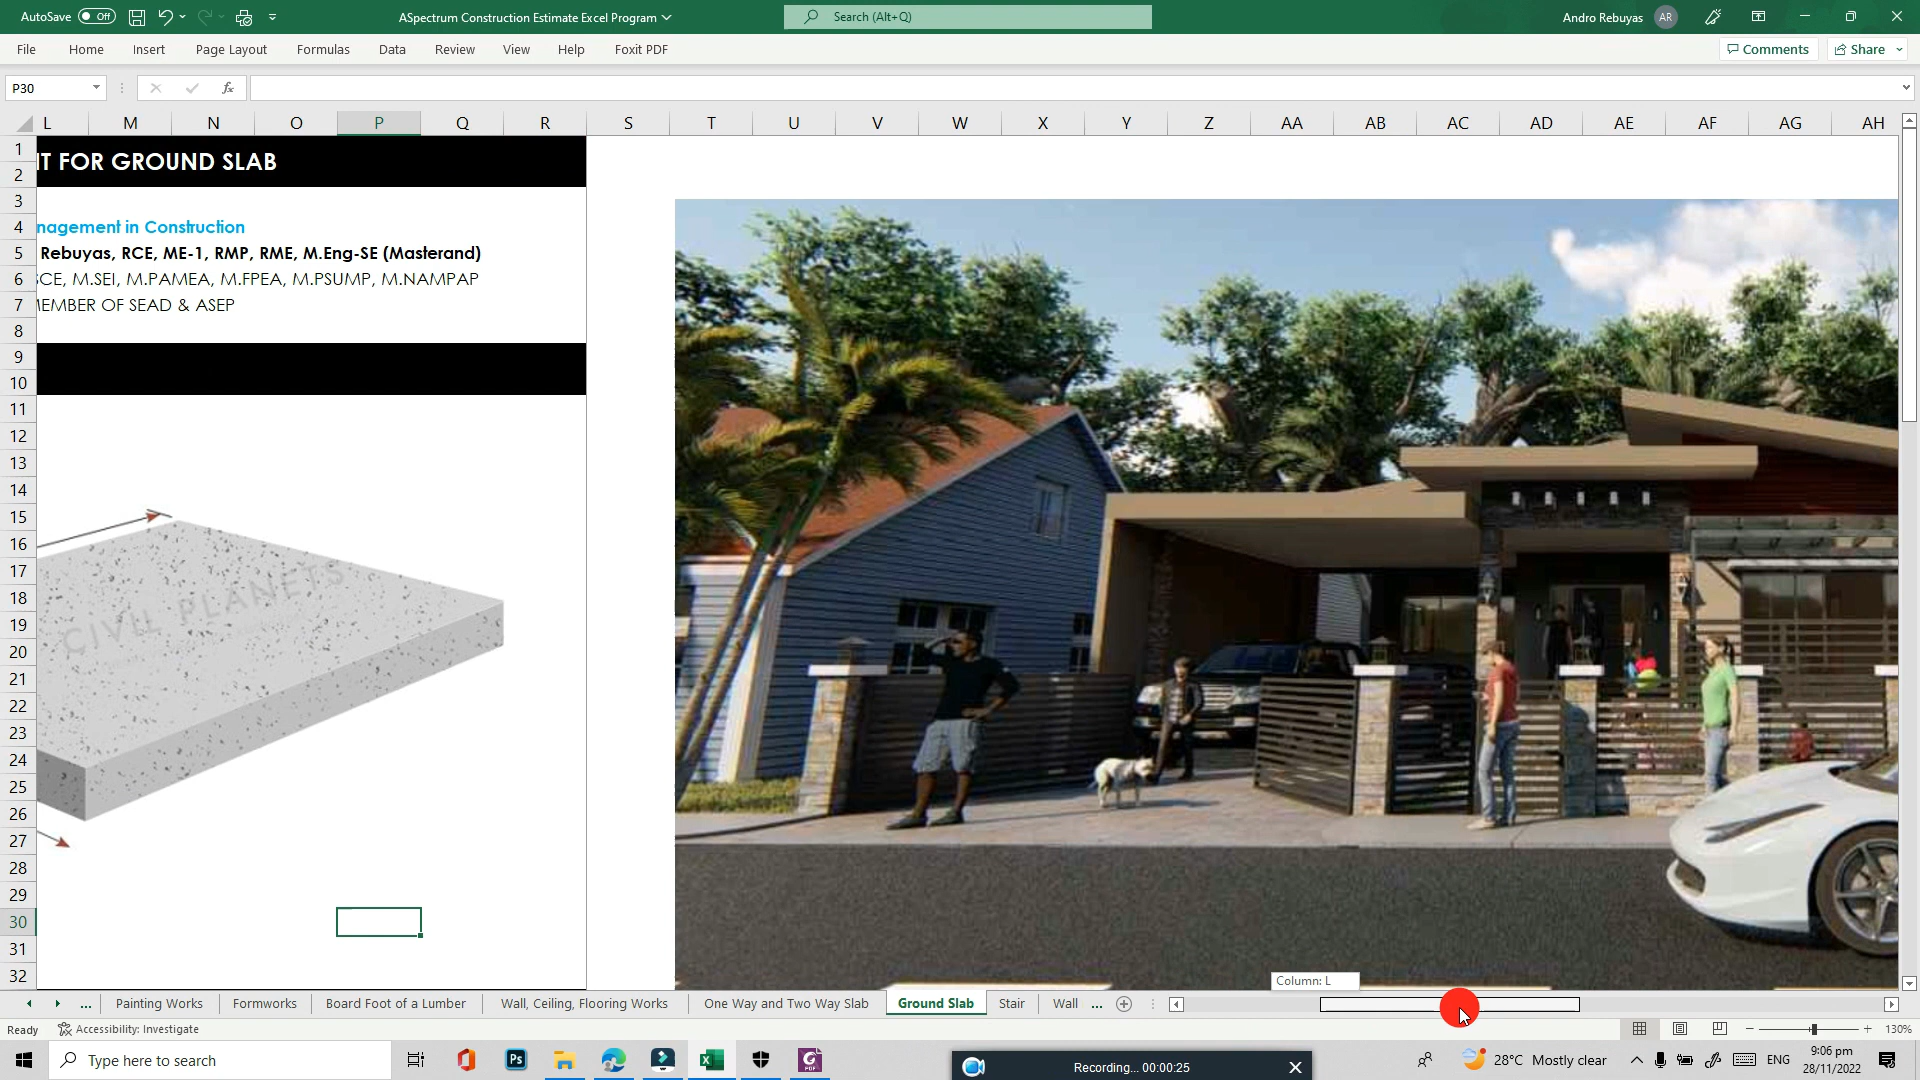 AutoSave Off ASpectrum Construction Estimate Excel Program Search (Alt+Q) Andro Rebuyas AR
File Home Insert Page Layout Formulas Data Review View Help Foxit PDF Comments Share
P30 fx
L M N O P Q R S T U V W X Y Z AA AB AC AD AE AF AG AH
1
IT FOR GROUND SLAB
2
3
4 nagement in Construction
5 Rebuyas, RCE, ME-1, RMP, RME, M.Eng-SE (Masterand)
6 SCE, M.SEI, M.PAMEA, M.FPEA, M.PSUMP, M.NAMPAP
7 MEMBER OF SEAD & ASEP
8
9
10
11
12
13
14
15
16
17
18
CIVIL PLANETS
19
20
21
22
23
24
25
26
27
28
29
30
31
32
Column: L
... Painting Works Formworks Board Foot of a Lumber Wall, Ceiling, Flooring Works One Way and Two Way Slab Ground Slab Stair Wall ...
Ready Accessibility: Investigate 130%
Type here to search Ps PDF Recording... 00:00:25 28°C Mostly clear ENG 9:06 pm
28/11/2022